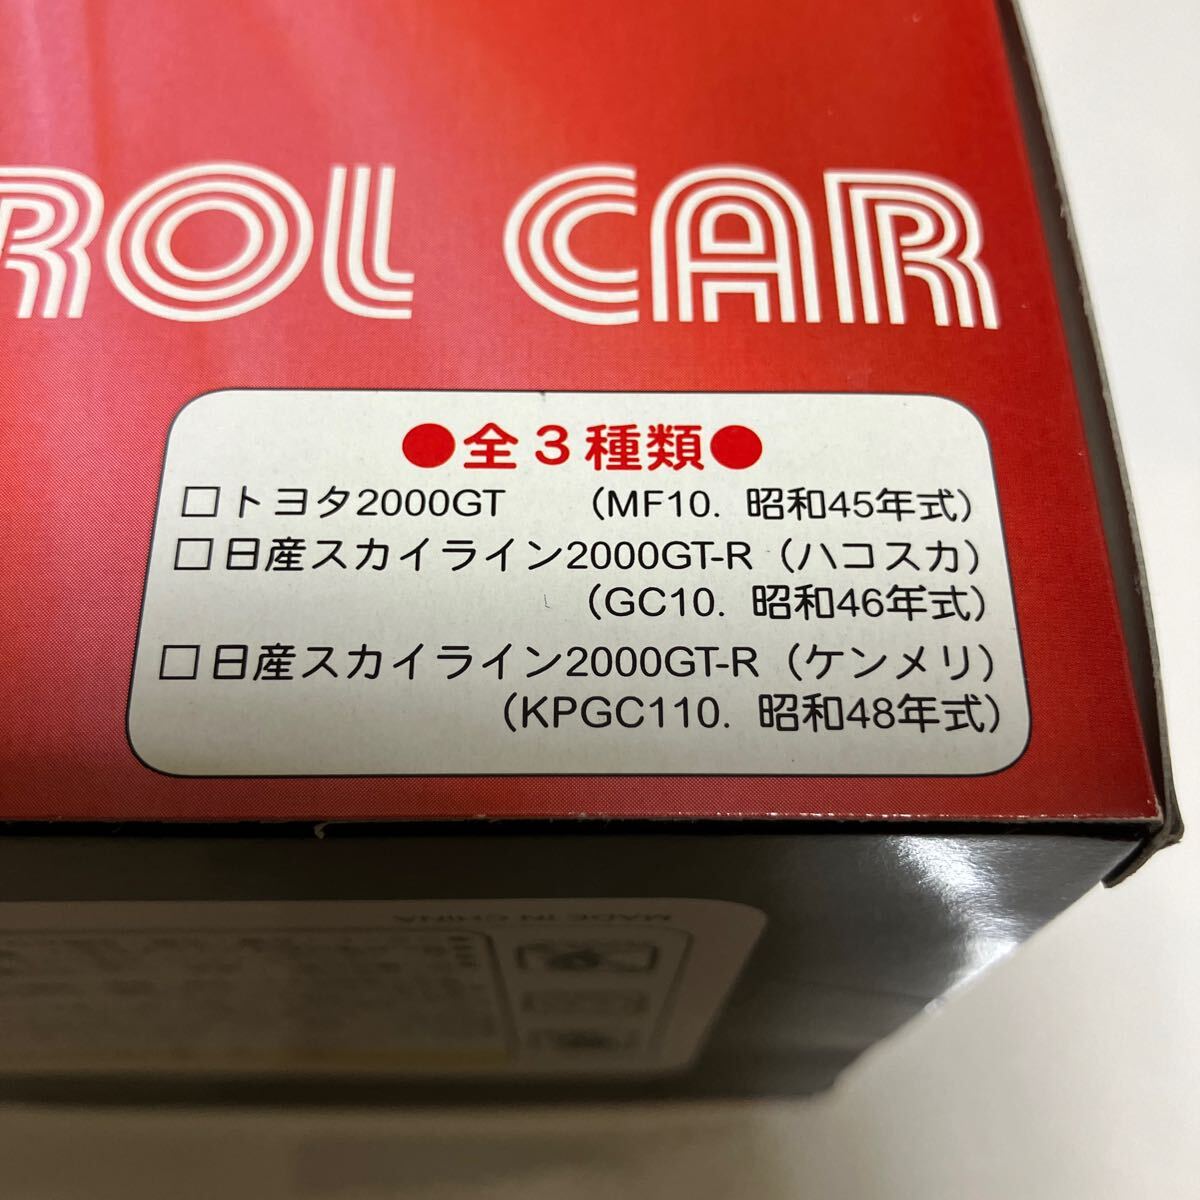 ROL CAR
●全3種類●
□トヨタ2000GT （MF10. 昭和45年式）
□日産スカイライン2000GT-R（ハコスカ）
（GC10. 昭和46年式）
□日産スカイライン2000GT-R（ケンメリ）
（KPGC110. 昭和48年式）
MADE IN CHINA